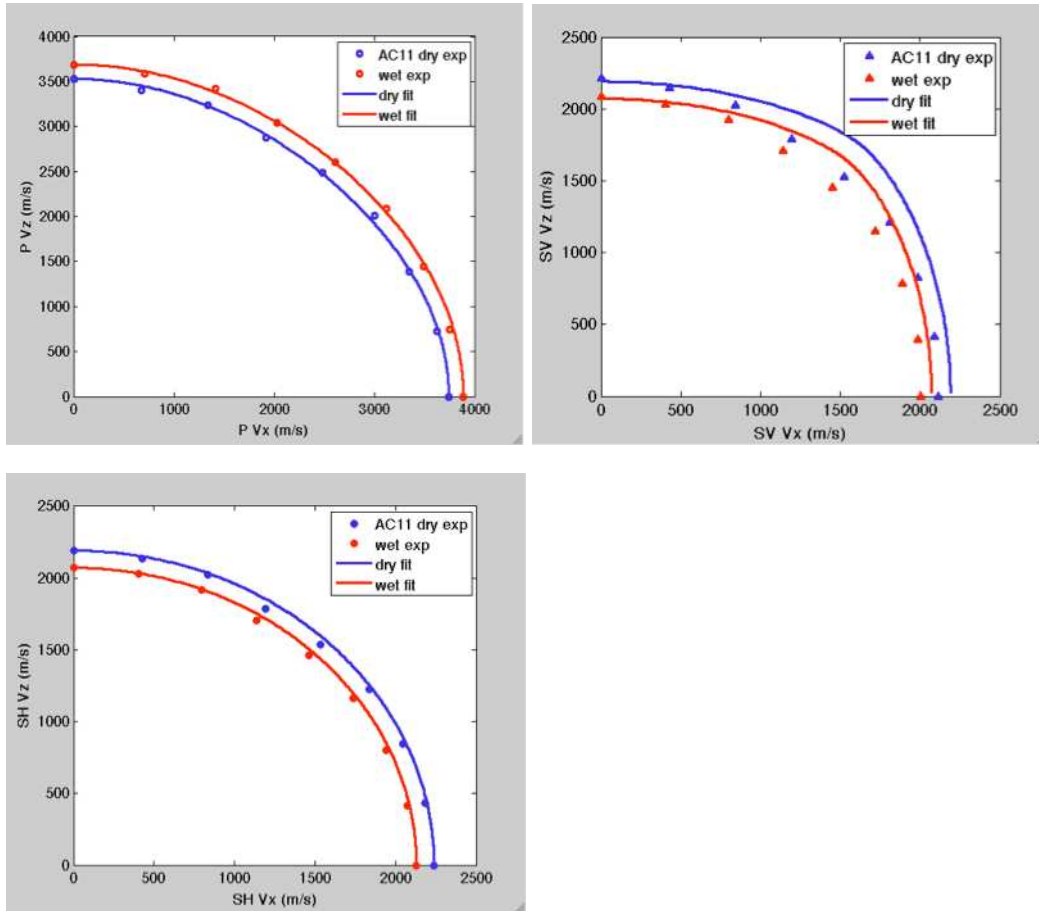 4000
3500
3000
2500
2000
1500
1000
500
0
P Vz (m/s)
AC11 dry exp
wet exp
dry fit
wet fit
0 1000 2000 3000 4000
P Vx (m/s)
2500
2000
1500
1000
500
0
SV Vz (m/s)
AC11 dry exp
wet exp
dry fit
wet fit
0 500 1000 1500 2000 2500
SV Vx (m/s)
2500
2000
1500
1000
500
0
SH Vz (m/s)
AC11 dry exp
wet exp
dry fit
wet fit
0 500 1000 1500 2000 2500
SH Vx (m/s)